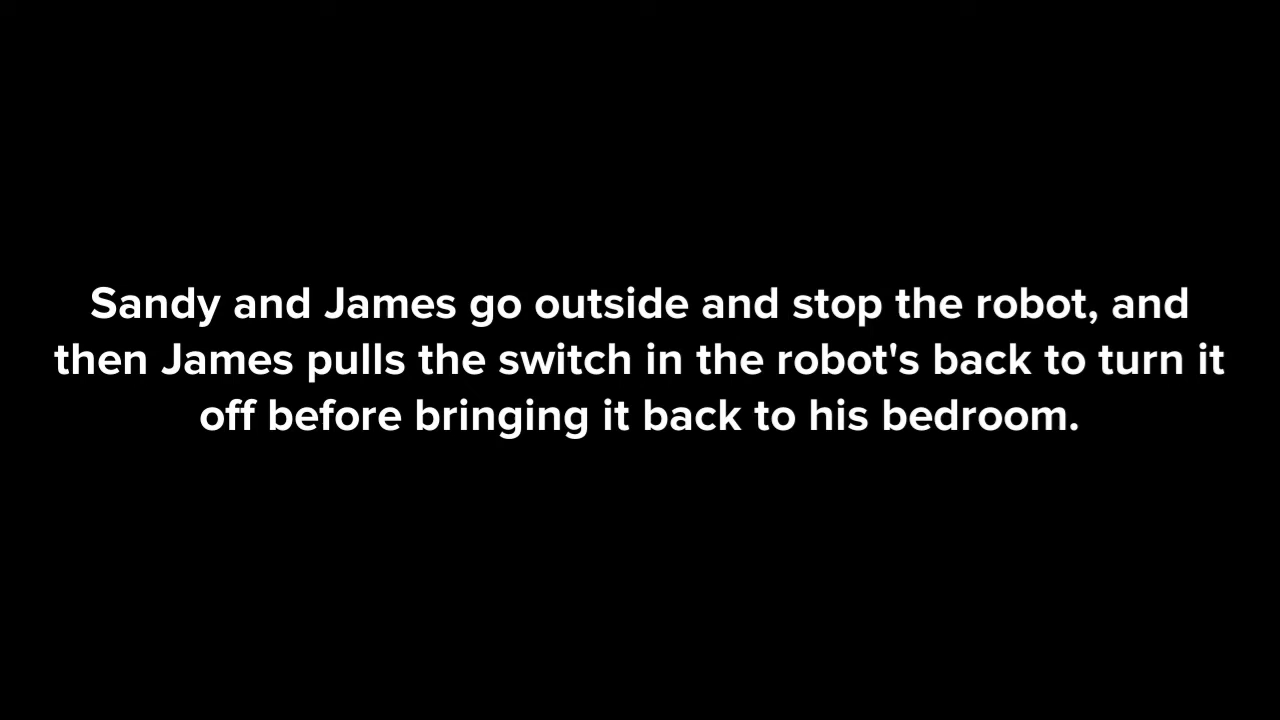 Sandy and James go outside and stop the robot, and
then James pulls the switch in the robot's back to turn it
off before bringing it back to his bedroom.